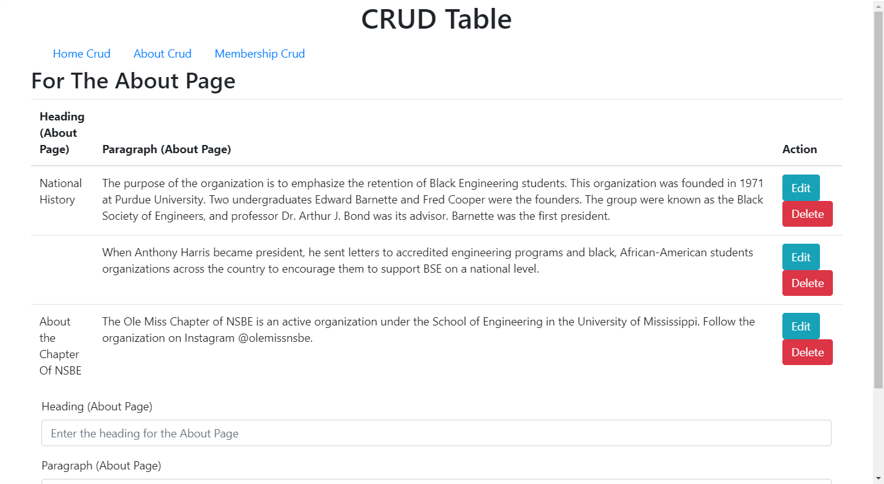 CRUD Table
Home Crud About Crud Membership Crud
For The About Page
Heading
(About
Page) Paragraph (About Page) Action
National
History
The purpose of the organization is to emphasize the retention of Black Engineering students. This organization was founded in 1971
at Purdue University. Two undergraduates Edward Barnette and Fred Cooper were the founders. The group were known as the Black
Society of Engineers, and professor Dr. Arthur J. Bond was its advisor. Barnette was the first president.
Edit
Delete
When Anthony Harris became president, he sent letters to accredited engineering programs and black, African-American students
organizations across the country to encourage them to support BSE on a national level.
Edit
Delete
About
the
Chapter
Of NSBE
The Ole Miss Chapter of NSBE is an active organization under the School of Engineering in the University of Mississippi. Follow the
organization on Instagram @olemissnsbe.
Edit
Delete
Heading (About Page)
Enter the heading for the About Page
Paragraph (About Page)